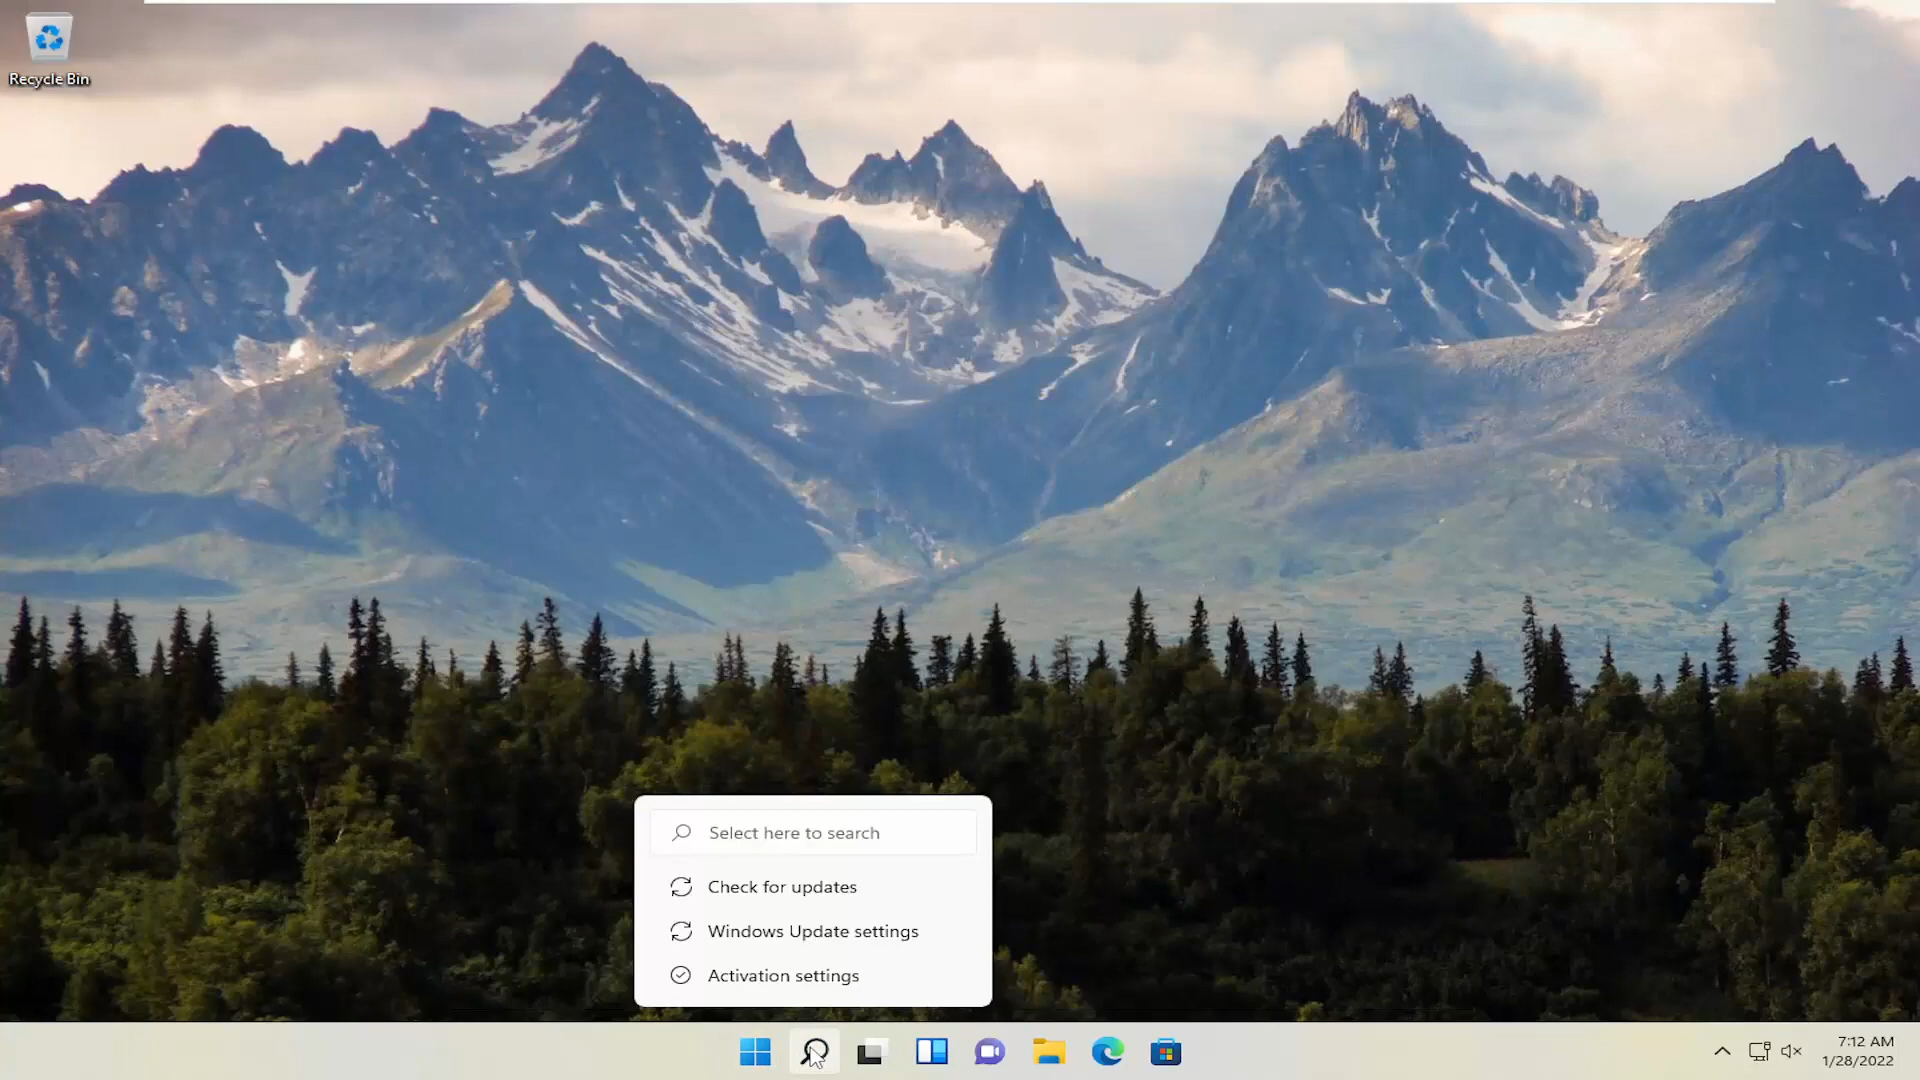 Recycle Bin
Select here to search
Check for updates
Windows Update settings
Activation settings
7:12 AM
1/28/2022